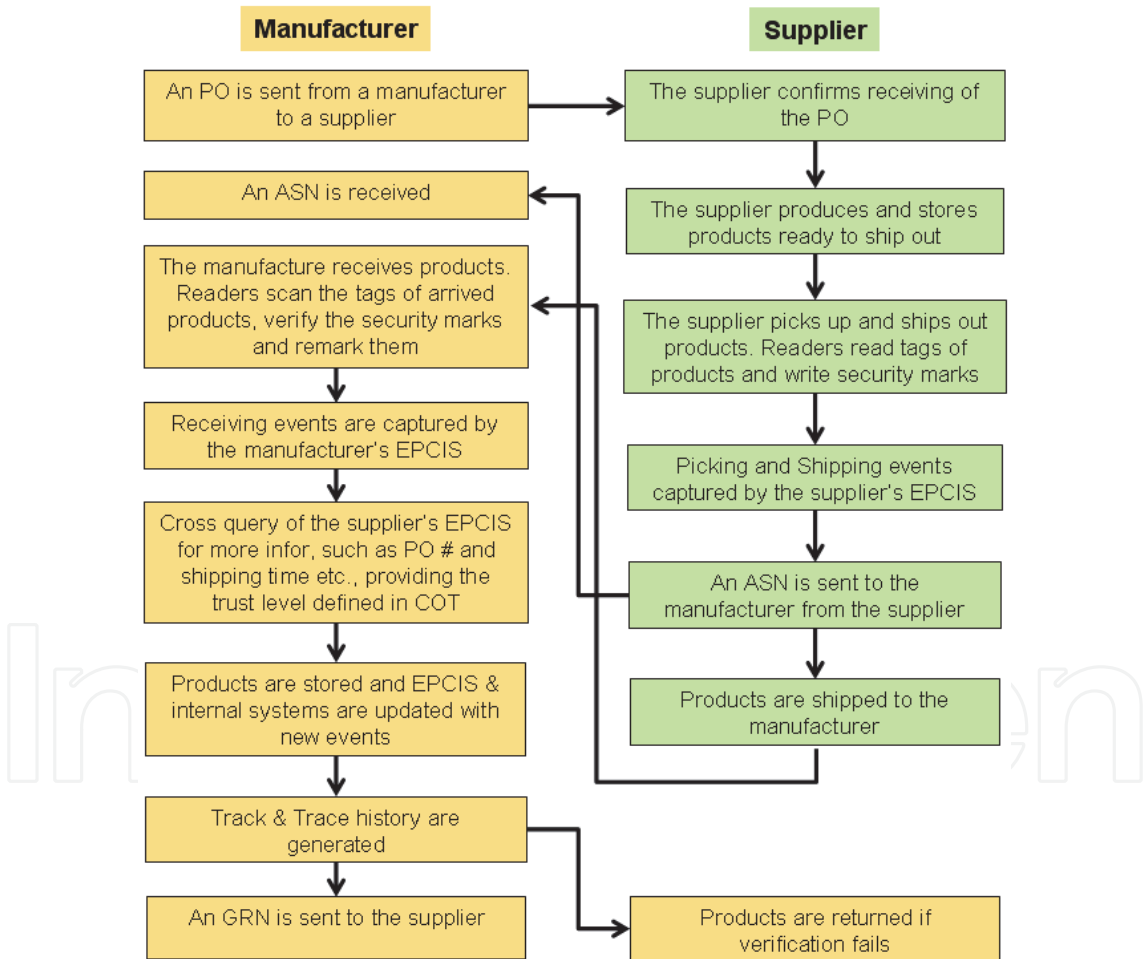 Manufacturer
An PO is sent from a manufacturer
to a supplier
An ASN is received
The manufacture receives products.
Readers scan the tags of arrived
products, verify the security marks
and remark them
Receiving events are captured by
the manufacturer's EPCIS
Cross query of the supplier's EPCIS
for more infor, such as PO # and
shipping time etc., providing the
trust level defined in COT
Products are stored and EPCIS &
internal systems are updated with
new events
Track & Trace history are
generated
An GRN is sent to the supplier
Supplier
The supplier confirms receiving of
the PO
The supplier produces and stores
products ready to ship out
The supplier picks up and ships out
products. Readers read tags of
products and write security marks
Picking and Shipping events
captured by the supplier's EPCIS
An ASN is sent to the
manufacturer from the supplier
Products are shipped to the
manufacturer
Products are returned if
verification fails